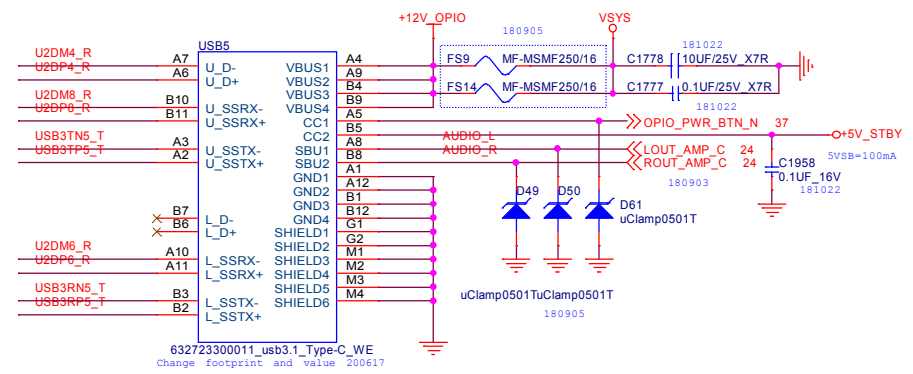 +12V_OPIO
180905
VSYS
USB5
U2DM4_R
U2DP4_R
A7
A6
U_D-
U_D+
VBUS1
VBUS2
VBUS3
VBUS4
A4
A9
B4
B9
FS9
MF-MSMF250/16
FS14
MF-MSMF250/16
C1778
181022
10UF/25V_X7R
C1777
0.1UF/25V_X7R
181022
U2DM8_R
U2DP8_R
B10
B11
U_SSRX-
U_SSRX+
CC1
CC2
A5
B5
OPIO_PWR_BTN_N
37
+5V_STBY
5VSB=100mA
USB3TN5_T
USB3TP5_T
A3
A2
U_SSTX-
U_SSTX+
SBU1
SBU2
A8
B8
AUDIO_L
AUDIO_R
LOUT_AMP_C
24
ROUT_AMP_C
24
180903
C1958
0.1UF_16V
181022
GND1
GND2
GND3
GND4
A1
A12
B1
B12
D49
D50
D61
uClamp0501T
B7
B6
L_D-
L_D+
SHIELD1
SHIELD2
SHIELD3
SHIELD4
SHIELD5
SHIELD6
G1
G2
M1
M2
M3
M4
U2DM6_R
U2DP6_R
A10
A11
L_SSRX-
L_SSRX+
USB3RN5_T
USB3RP5_T
B3
B2
L_SSTX-
L_SSTX+
uClamp0501TuClamp0501T
180905
632723300011_usb3.1_Type-C_WE
Change footprint and value 200617